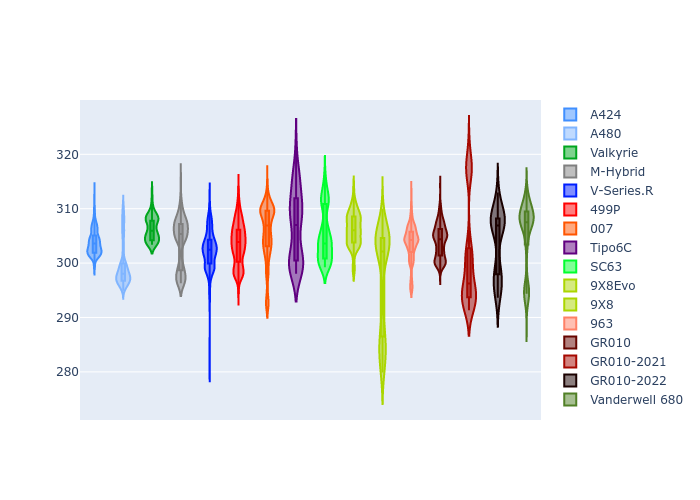 320
310
300
290
280
A424
A480
Valkyrie
M-Hybrid
V-Series.R
499P
007
Tipo6C
SC63
9X8Evo
9X8
963
GR010
GR010-2021
GR010-2022
Vanderwell 680